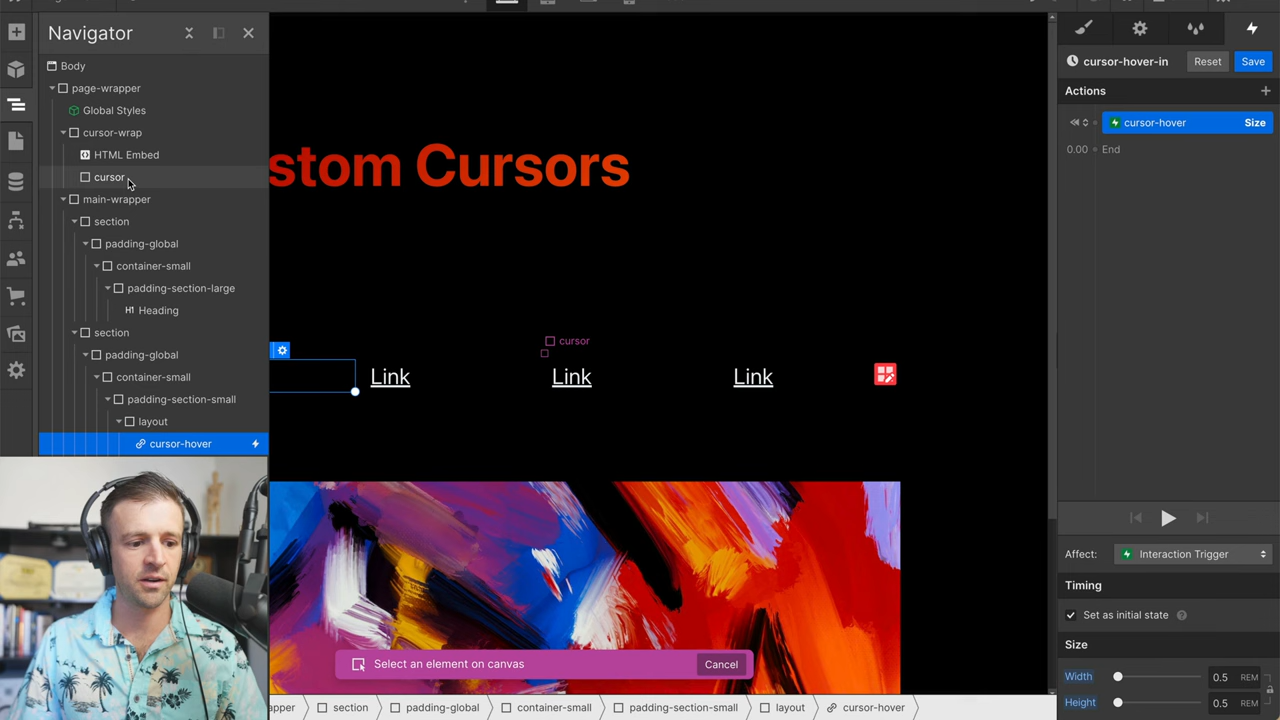 Navigator
Body
page-wrapper
Global Styles
cursor-wrap
HTML Embed
cursor
main-wrapper
section
padding-global
container-small
padding-section-large
H1 Heading
section
padding-global
container-small
padding-section-small
layout
cursor-hover
stom Cursors
cursor
Link
Link
Link
Select an element on canvas
Cancel
apper
section
padding-global
container-small
padding-section-small
layout
cursor-hover
cursor-hover-in
Reset
Save
Actions
cursor-hover
Size
0.00
End
Affect:
Interaction Trigger
Timing
Set as initial state
Size
Width
0.5
REM
Height
0.5
REM